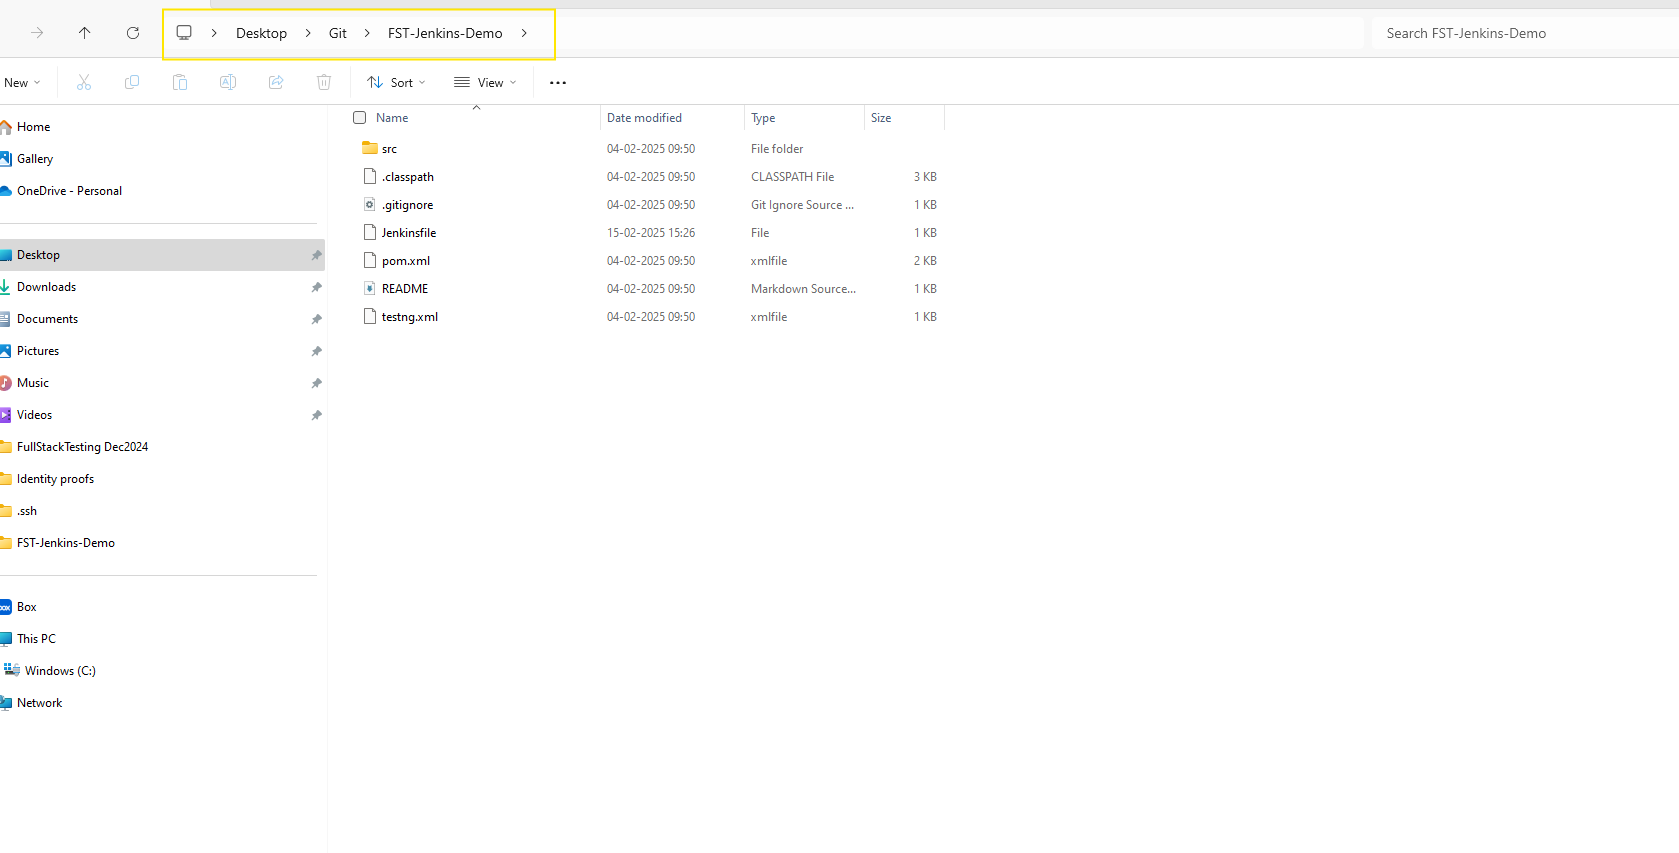 Desktop Git FST-Jenkins-Demo
Search FST-Jenkins-Demo
New
Sort
View
Home
Gallery
OneDrive - Personal
Desktop
Downloads
Documents
Pictures
Music
Videos
FullStackTesting Dec2024
Identity proofs
.ssh
FST-Jenkins-Demo
Box
This PC
Windows (C:)
Network
Name Date modified Type Size
src 04-02-2025 09:50 File folder
.classpath 04-02-2025 09:50 CLASSPATH File 3 KB
.gitignore 04-02-2025 09:50 Git Ignore Source ... 1 KB
Jenkinsfile 15-02-2025 15:26 File 1 KB
pom.xml 04-02-2025 09:50 xmlfile 2 KB
README 04-02-2025 09:50 Markdown Source... 1 KB
testng.xml 04-02-2025 09:50 xmlfile 1 KB